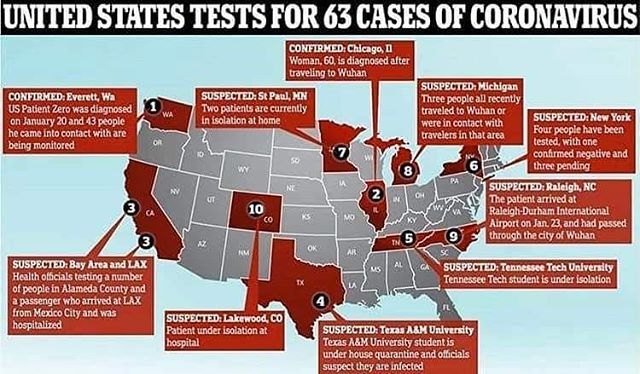 UNITED STATES TESTS FOR 63 CASES OF CORONAVIRUS
CONFIRMED: Chicago, Il
Woman, 60, is diagnosed after
traveling to Wuhan
CONFIRMED: Everett, Wa
US Patient Zero was diagnosed
on January 20 and 43 people
he came into contact with are
being monitored
SUSPECTED: St Paul, MN
Two patients are currently
in isolation at home
SUSPECTED: Michigan
Three people all recently
traveled to Wuhan or
were in contact with
travelers in that area
SUSPECTED: New York
Four people have been
tested, with one
confirmed negative and
three pending
SUSPECTED: Raleigh, NC
The patient arrived at
Raleigh-Durham International
Airport on Jan. 23, and had passed
through the city of Wuhan
SUSPECTED: Tennessee Tech University
Tennessee Tech student is under isolation
SUSPECTED: Bay Area and LAX
Health officials testing a number
of people in Alameda County and
a passenger who arrived at LAX
from Mexico City and was
hospitalized
SUSPECTED: Lakewood, CO
Patient under isolation at
hospital
SUSPECTED: Texas A&M University
Texas A&M University student is
under house quarantine and officials
suspect they are infected
1
WA
OR
ID
WY
SD
7
WI
8
NY
6
PA
NV
UT
NE
IA
2
IL
IN
OH
3
CA
3
10
CO
KS
MO
KY
WV
VA
AZ
NM
OK
AR
TN
5
9
SC
TX
LA
MS
AL
GA
4
FL